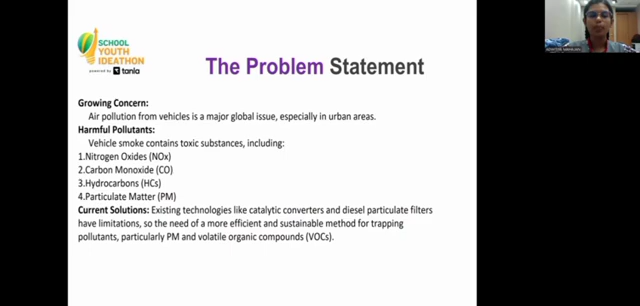 SCHOOL
YOUTH
IDEATHON
powered by tanla
The Problem Statement
Growing Concern:
Air pollution from vehicles is a major global issue, especially in urban areas.
Harmful Pollutants:
Vehicle smoke contains toxic substances, including:
1.Nitrogen Oxides (NOx)
2.Carbon Monoxide (CO)
3.Hydrocarbons (HCs)
4.Particulate Matter (PM)
Current Solutions: Existing technologies like catalytic converters and diesel particulate filters
have limitations, so the need of a more efficient and sustainable method for trapping
pollutants, particularly PM and volatile organic compounds (VOCs).